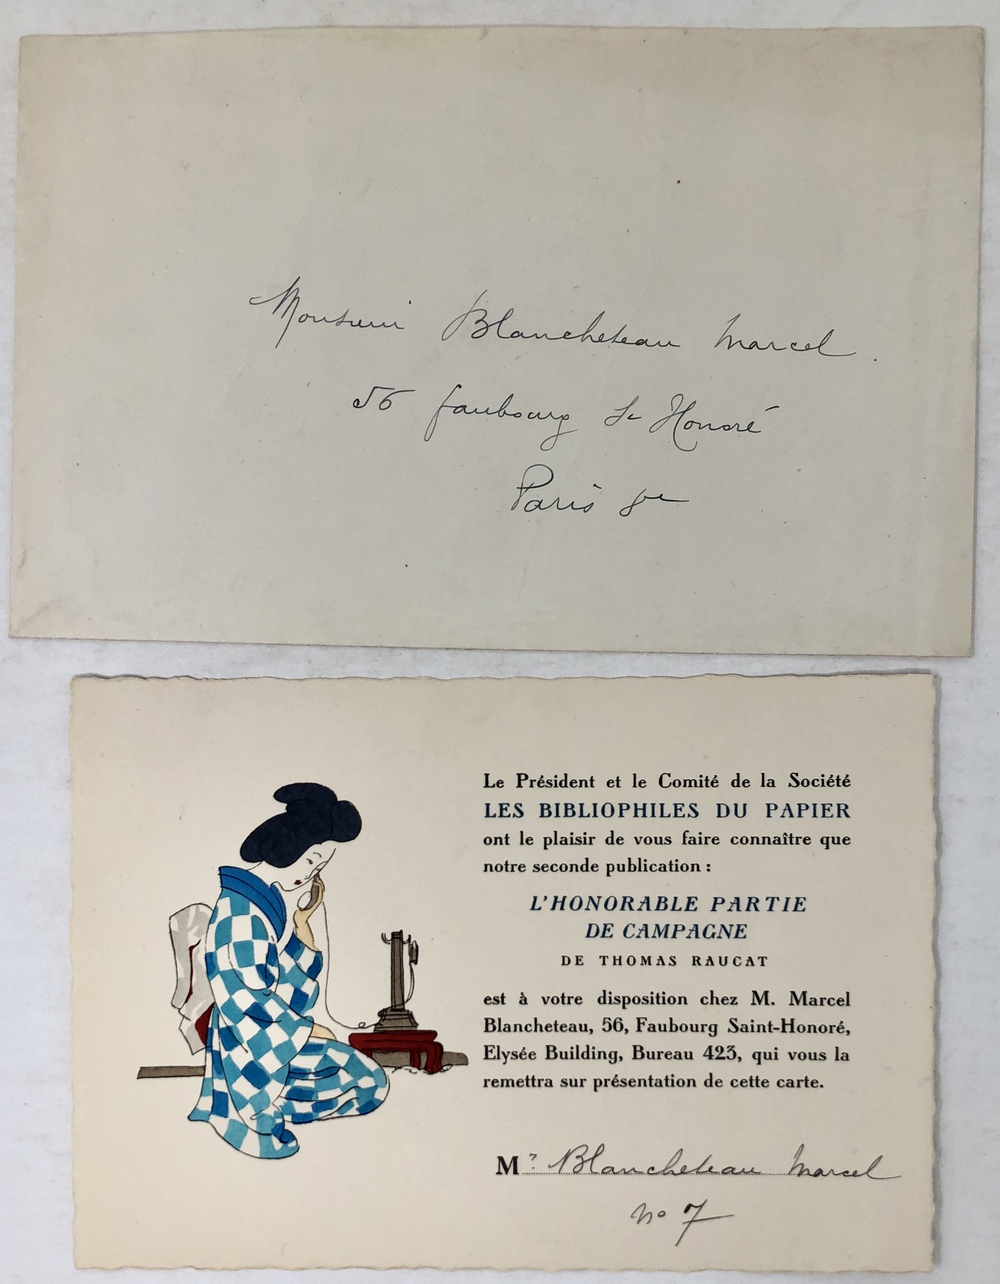 Monsieur Blancheteau Marcel.
56 faubourg St Honoré
Paris 8e
Le Président et le Comité de la Société
LES BIBLIOPHILES DU PAPIER
ont le plaisir de vous faire connaître que
notre seconde publication :
L'HONORABLE PARTIE
DE CAMPAGNE
DE THOMAS RAUCAT
est à votre disposition chez M. Marcel
Blancheteau, 56, Faubourg Saint-Honoré,
Elysée Building, Bureau 423, qui vous la
remettra sur présentation de cette carte.
Mr Blancheteau Marcel
no 7